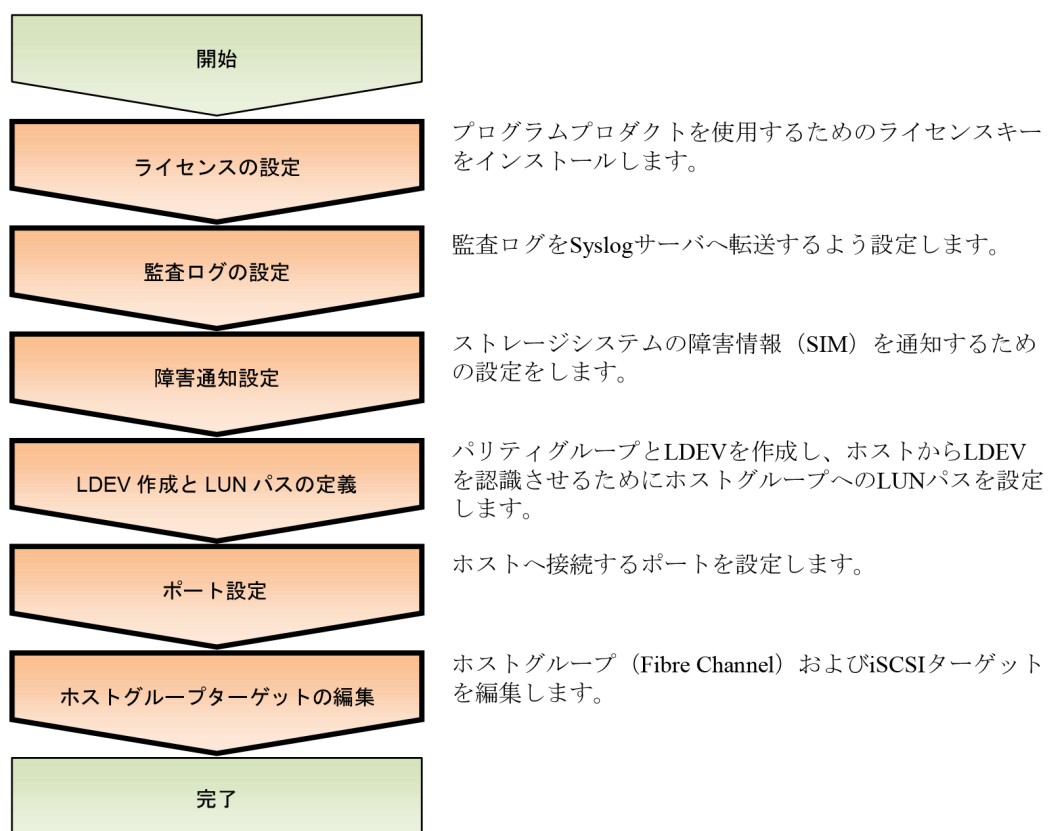 開始
ライセンスの設定
プログラムプロダクトを使用するためのライセンスキー
をインストールします。
監査ログの設定
監査ログをSyslogサーバへ転送するよう設定します。
障害通知設定
ストレージシステムの障害情報（SIM）を通知するため
の設定をします。
LDEV 作成と LUN パスの定義
パリティグループとLDEVを作成し、ホストからLDEV
を認識させるためにホストグループへのLUNパスを設定
します。
ポート設定
ホストへ接続するポートを設定します。
ホストグループターゲットの編集
ホストグループ（Fibre Channel）およびiSCSIターゲット
を編集します。
完了